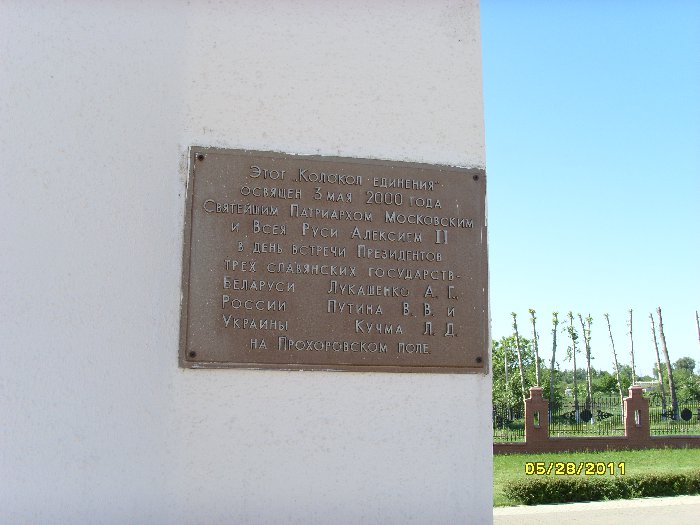 Этот „Колокол единения“
освящен 3 мая 2000 года
Святейшим Патриархом Московским
и Всея Руси Алексием II
в день встречи Президентов
трех славянских государств-
Беларуси Лукашенко А. Г.
России Путина В. В. и
Украины Кучма Л. Д.
на Прохоровском поле.
05/28/2011